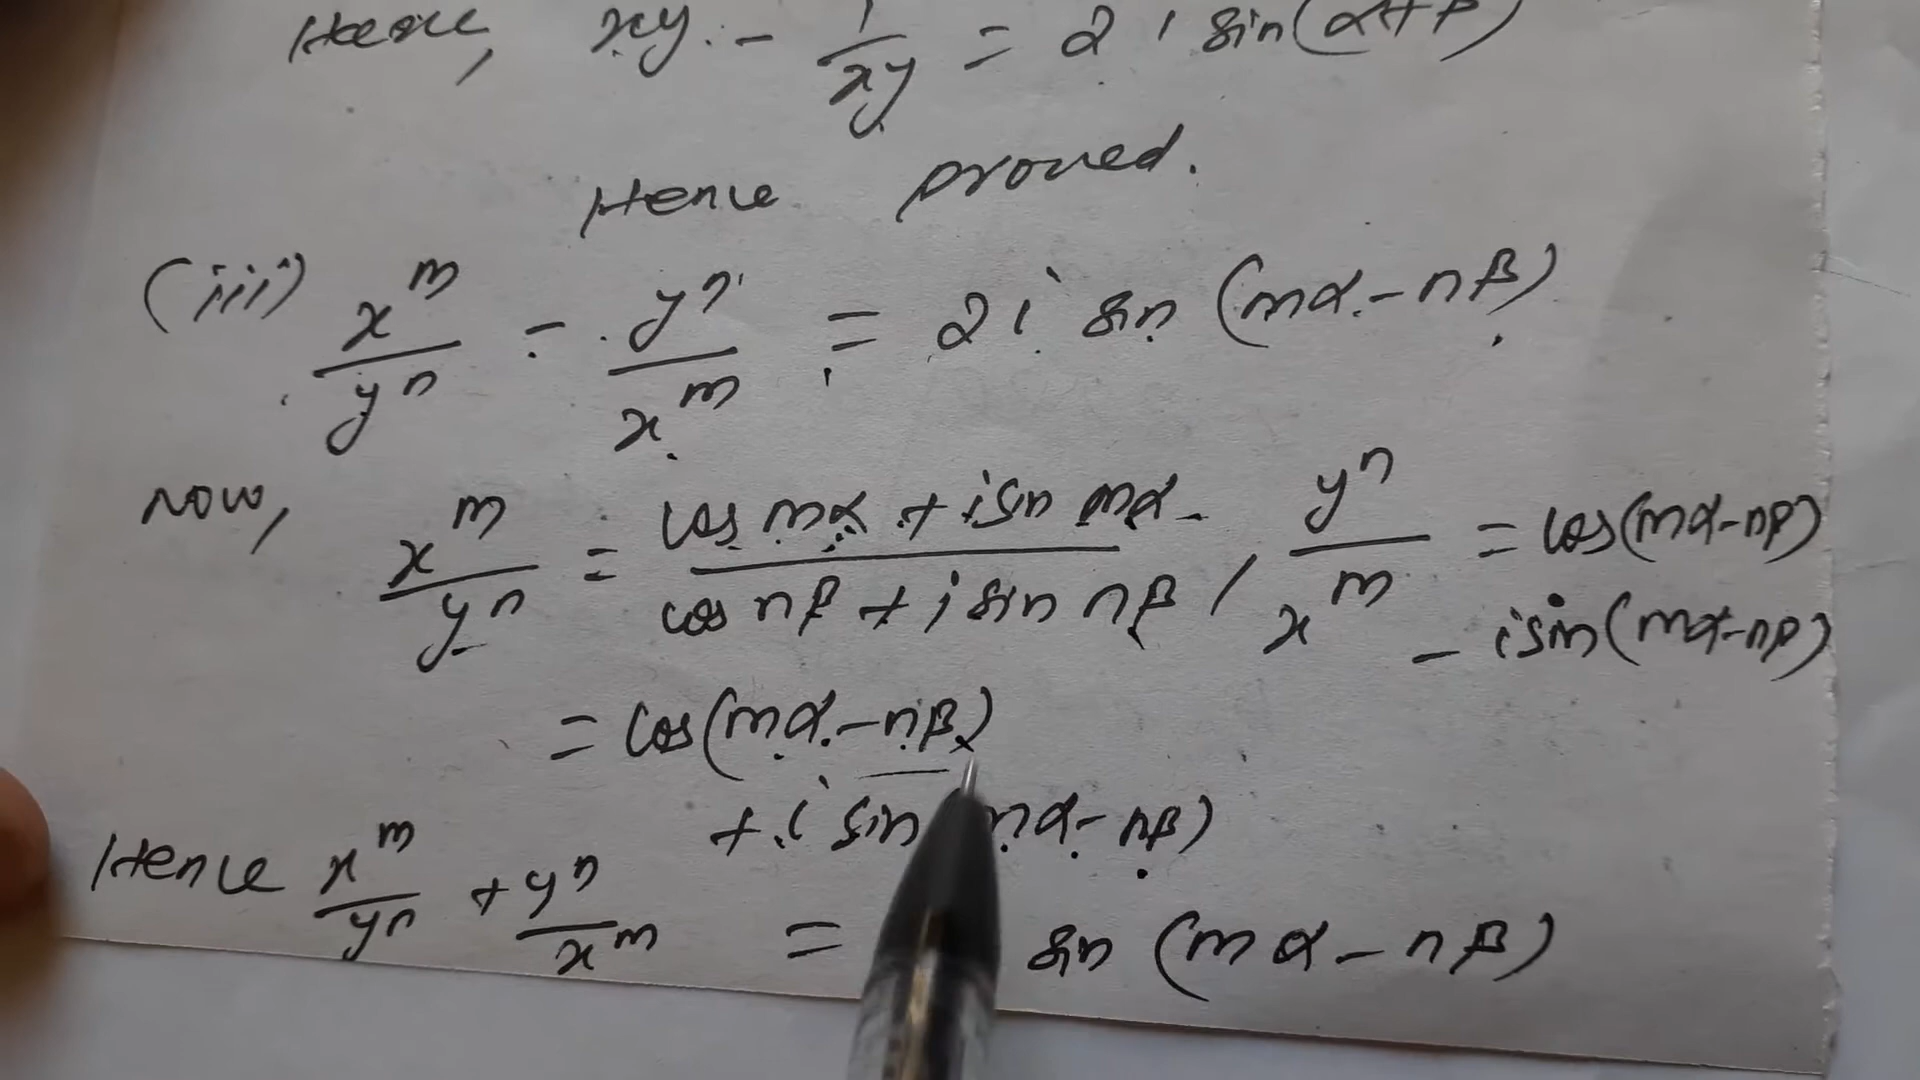 Hence, xy - 1/xy = 2 i sin(α+β)
Hence proved.
(iii) x^m/y^n - y^n/x^m = 2 i sin (mα - nβ)
Now, x^m/y^n = (cos mα + i sin mα)/(cos nβ + i sin nβ) , y^n/x^m = cos(mα-nβ)
- i sin(mα-nβ)
= cos(mα-nβ)
+ i sin mα-nβ)
Hence x^m/y^n + y^n/x^m = sin (mα - nβ)